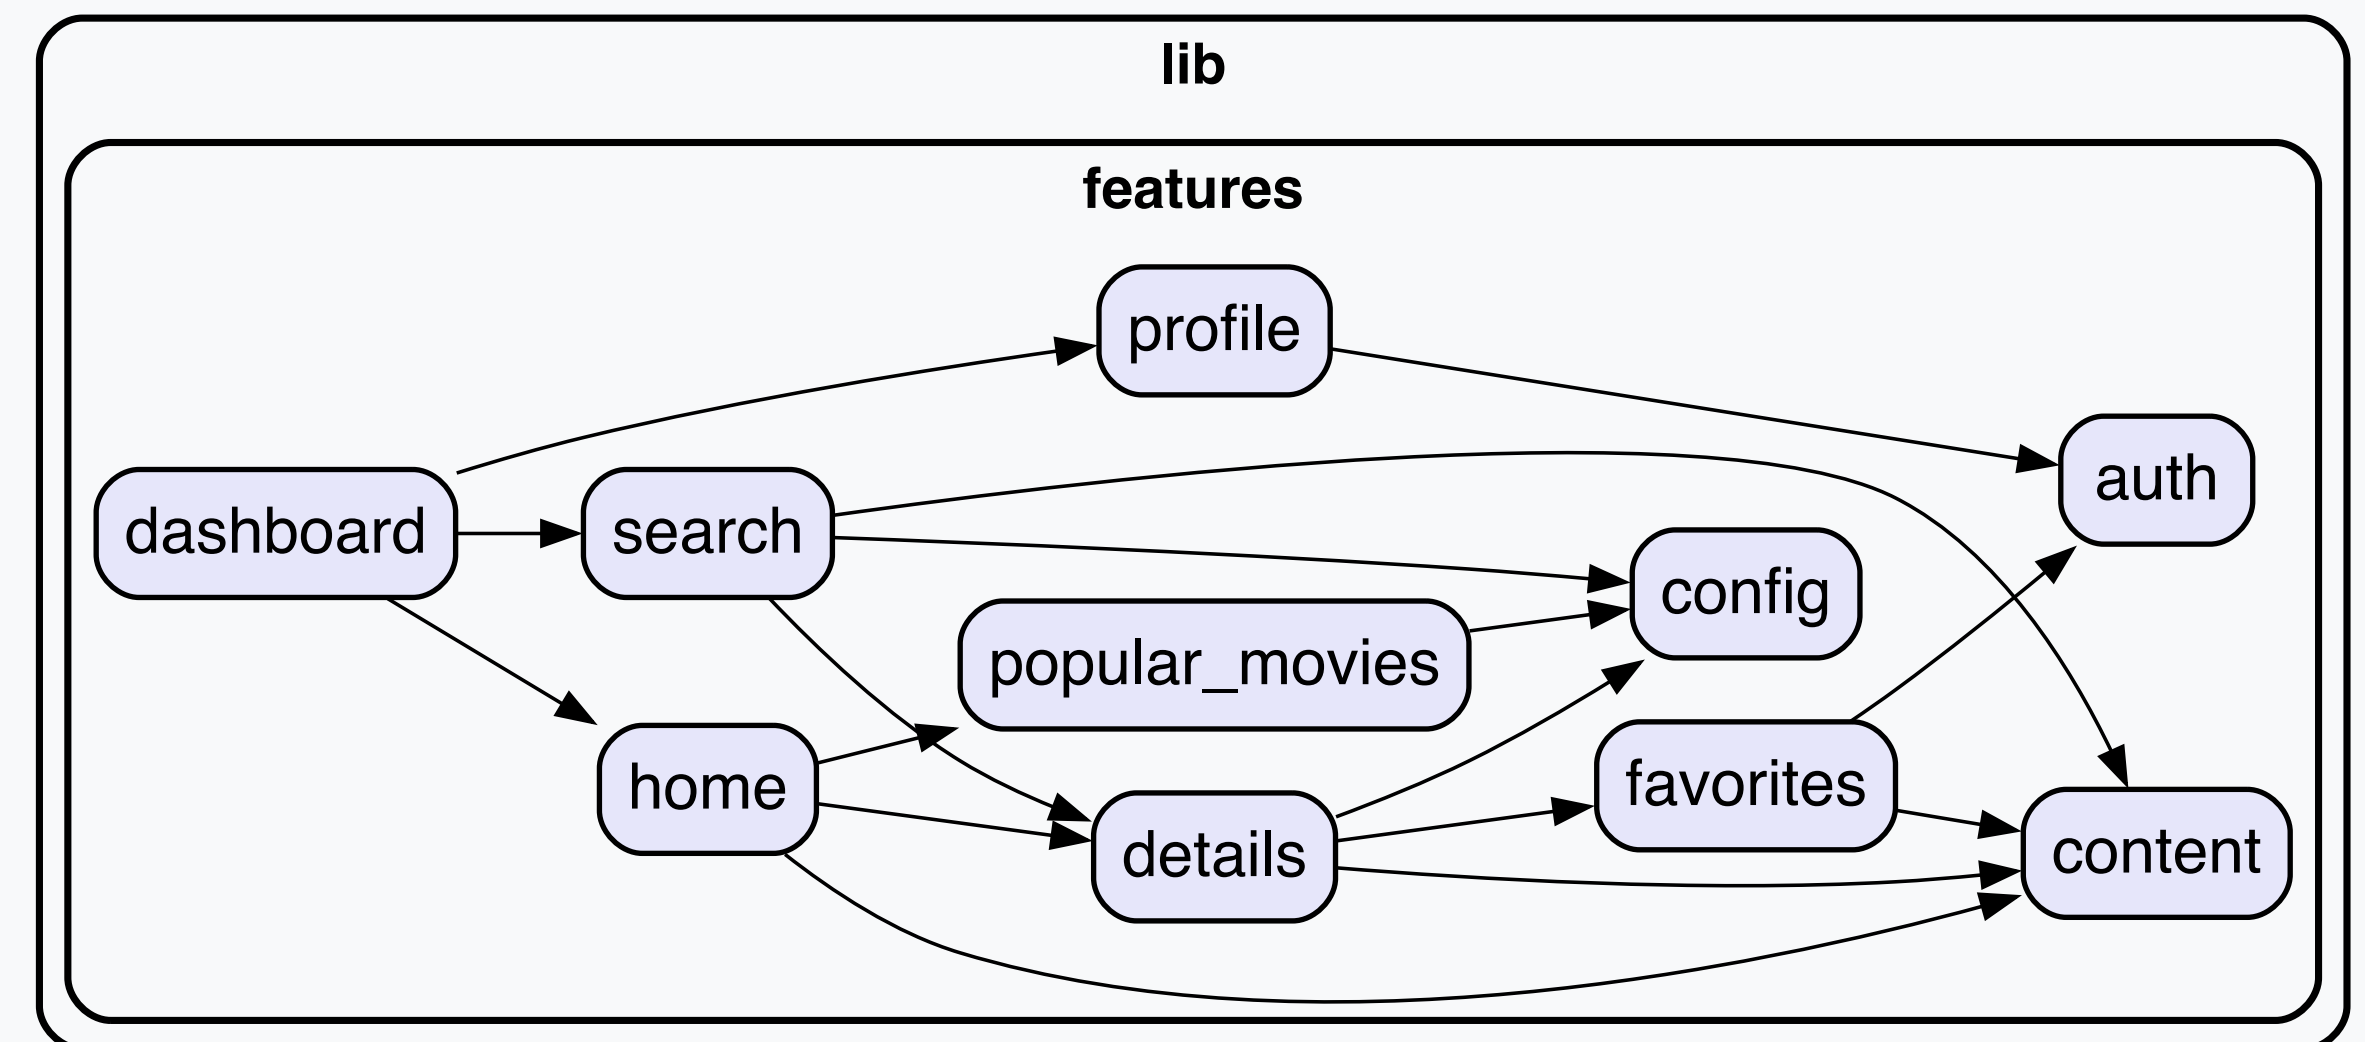 lib
features
profile
auth
dashboard
search
config
popular_movies
home
favorites
details
content